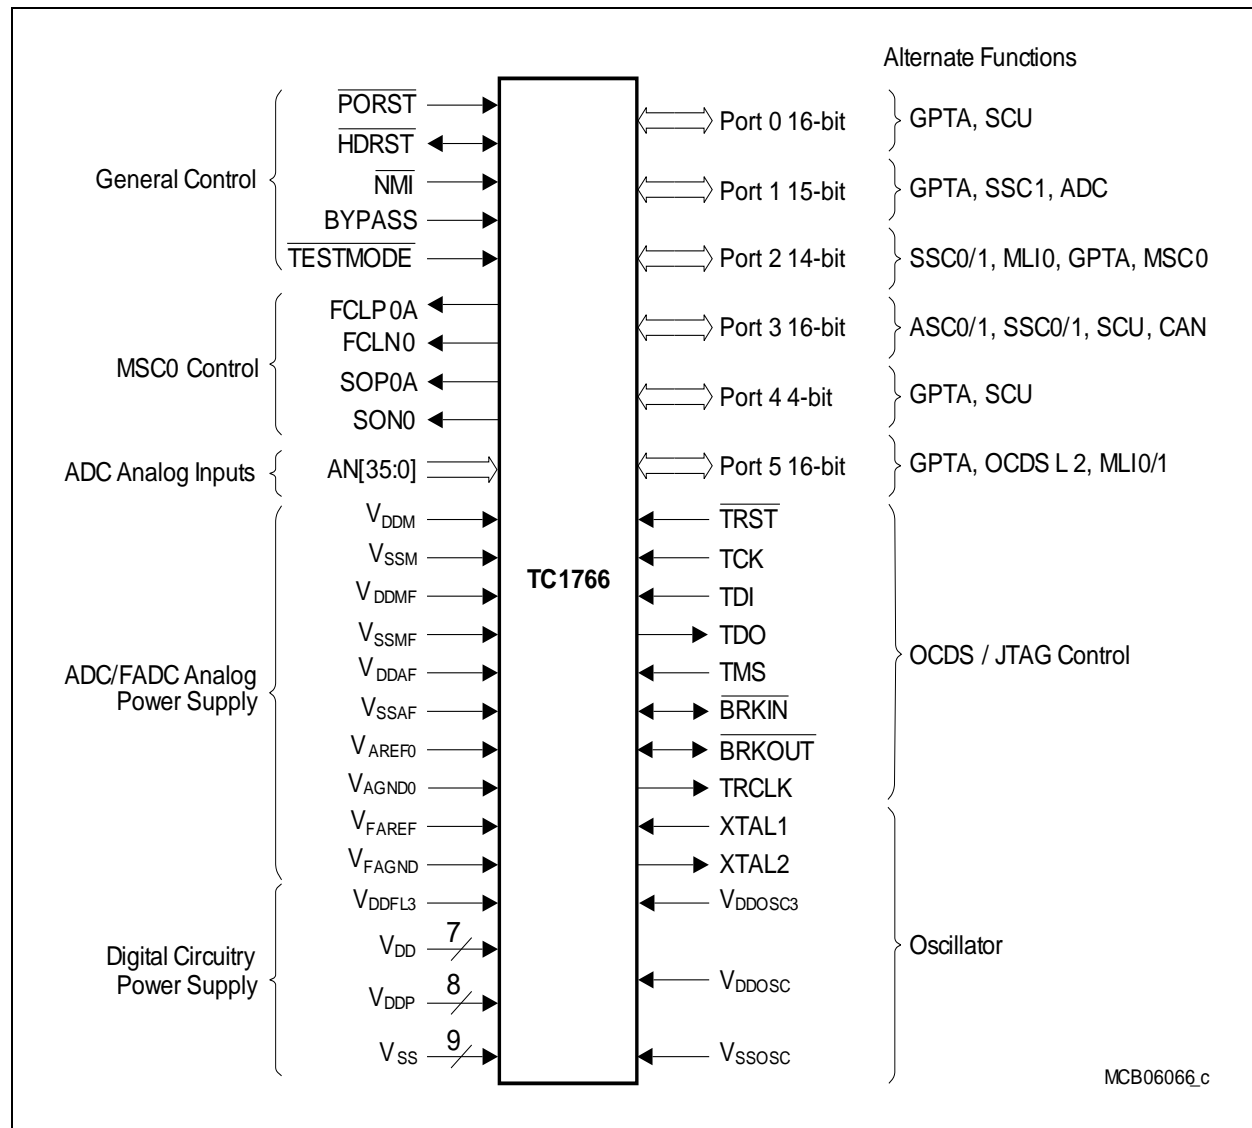 Alternate Functions
General Control
PORST
HDRST
NMI
BYPASS
TESTMODE
MSC0 Control
FCLP0A
FCLN0
SOP0A
SON0
ADC Analog Inputs
AN[35:0]
ADC/FADC Analog
Power Supply
VDDM
VSSM
VDDMF
VSSMF
VDDAF
VSSAF
VAREF0
VAGND0
VFAREF
VFAGND
Digital Circuitry
Power Supply
VDDFL3
VDD 7
VDDP 8
VSS 9
TC1766
Port 0 16-bit GPTA, SCU
Port 1 15-bit GPTA, SSC1, ADC
Port 2 14-bit SSC0/1, MLI0, GPTA, MSC0
Port 3 16-bit ASC0/1, SSC0/1, SCU, CAN
Port 4 4-bit GPTA, SCU
Port 5 16-bit GPTA, OCDS L2, MLI0/1
TRST
TCK
TDI
TDO
TMS
BRKIN
BRKOUT
TRCLK
OCDS / JTAG Control
XTAL1
XTAL2
VDDOSC3
VDDOSC
VSSOSC
Oscillator
MCB06066_c